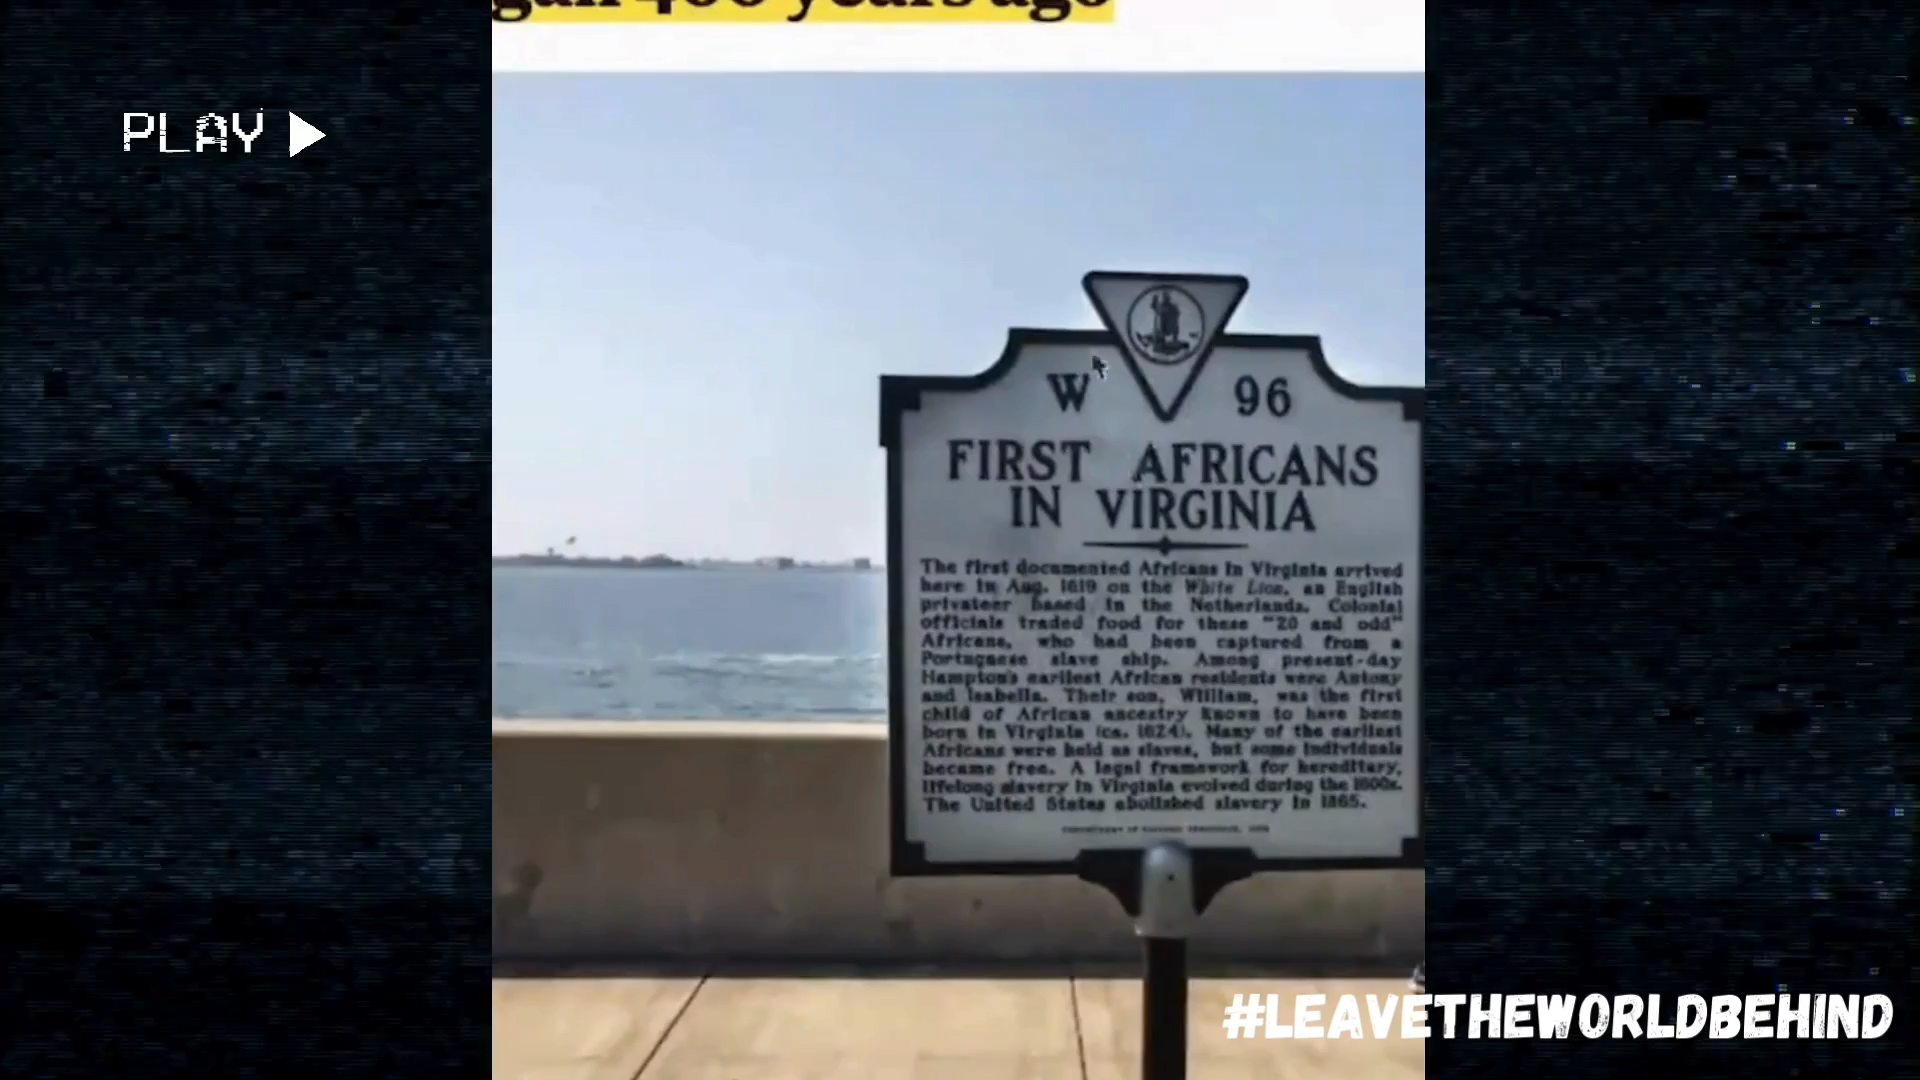 gan 400 years ago
PLAY
W 96
FIRST AFRICANS
IN VIRGINIA
The first documented Africans in Virginia arrived
here in Aug. 1619 on the White Lion, an English
privateer based in the Netherlands. Colonial
officials traded food for these "20 and odd"
Africans, who had been captured from a
Portuguese slave ship. Among present-day
Hampton's earliest African residents were Antony
and Isabella. Their son, William, was the first
child of African ancestry known to have been
born in Virginia (ca. 1624). Many of the earliest
Africans were held as slaves, but some individuals
became free. A legal framework for hereditary,
lifelong slavery in Virginia evolved during the 1600s.
The United States abolished slavery in 1865.
#LEAVETHEWORLDBEHIND